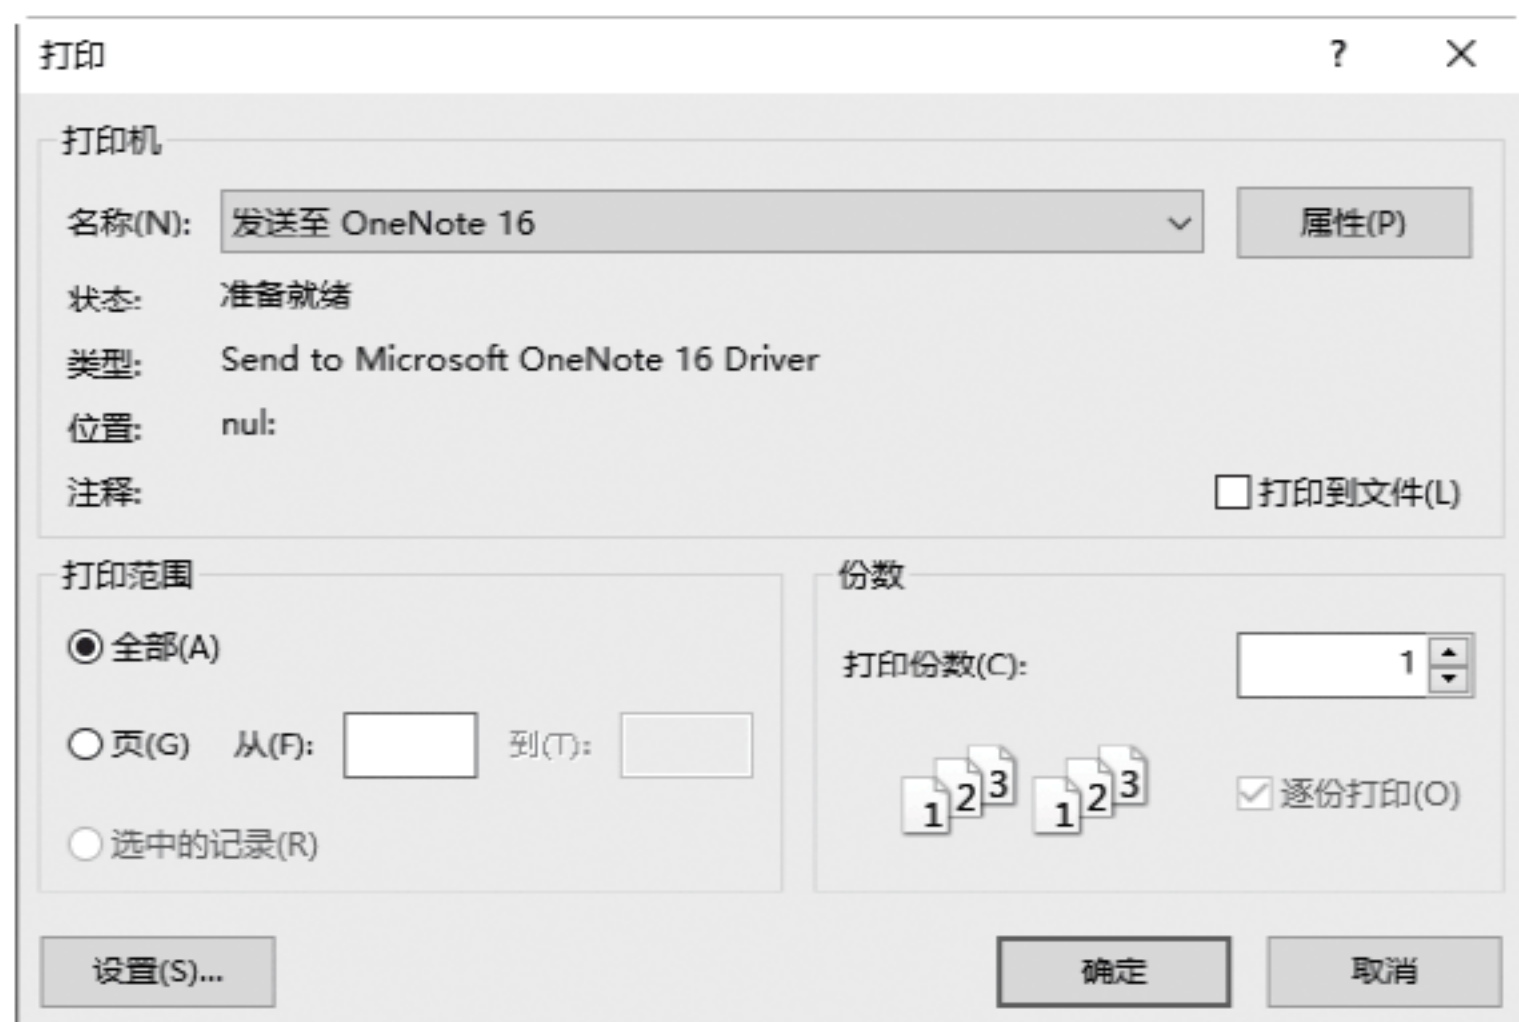 打印
?
打印机
名称(N): 发送至 OneNote 16 属性(P)
状态: 准备就绪
类型: Send to Microsoft OneNote 16 Driver
位置: nul:
注释: 打印到文件(L)
打印范围
全部(A)
页(G) 从(F): 到(T):
选中的记录(R)
份数
打印份数(C): 1
1 2 3 1 2 3 逐份打印(O)
设置(S)... 确定 取消